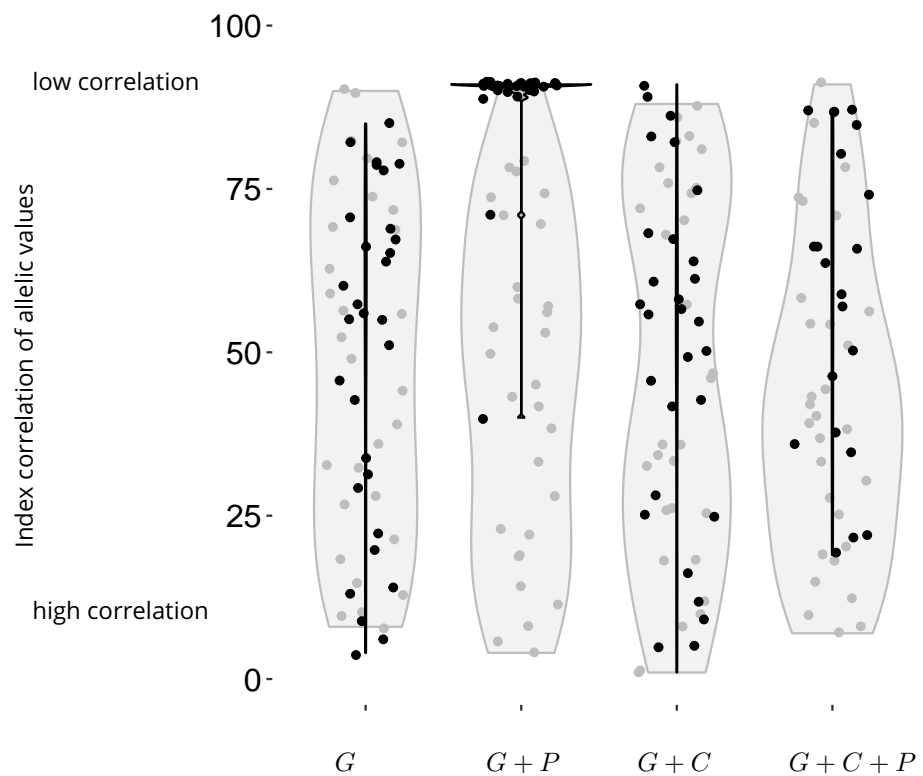 100
low correlation
75
Index correlation of allelic values
50
25
high correlation
0
G
G + P
G + C
G + C + P